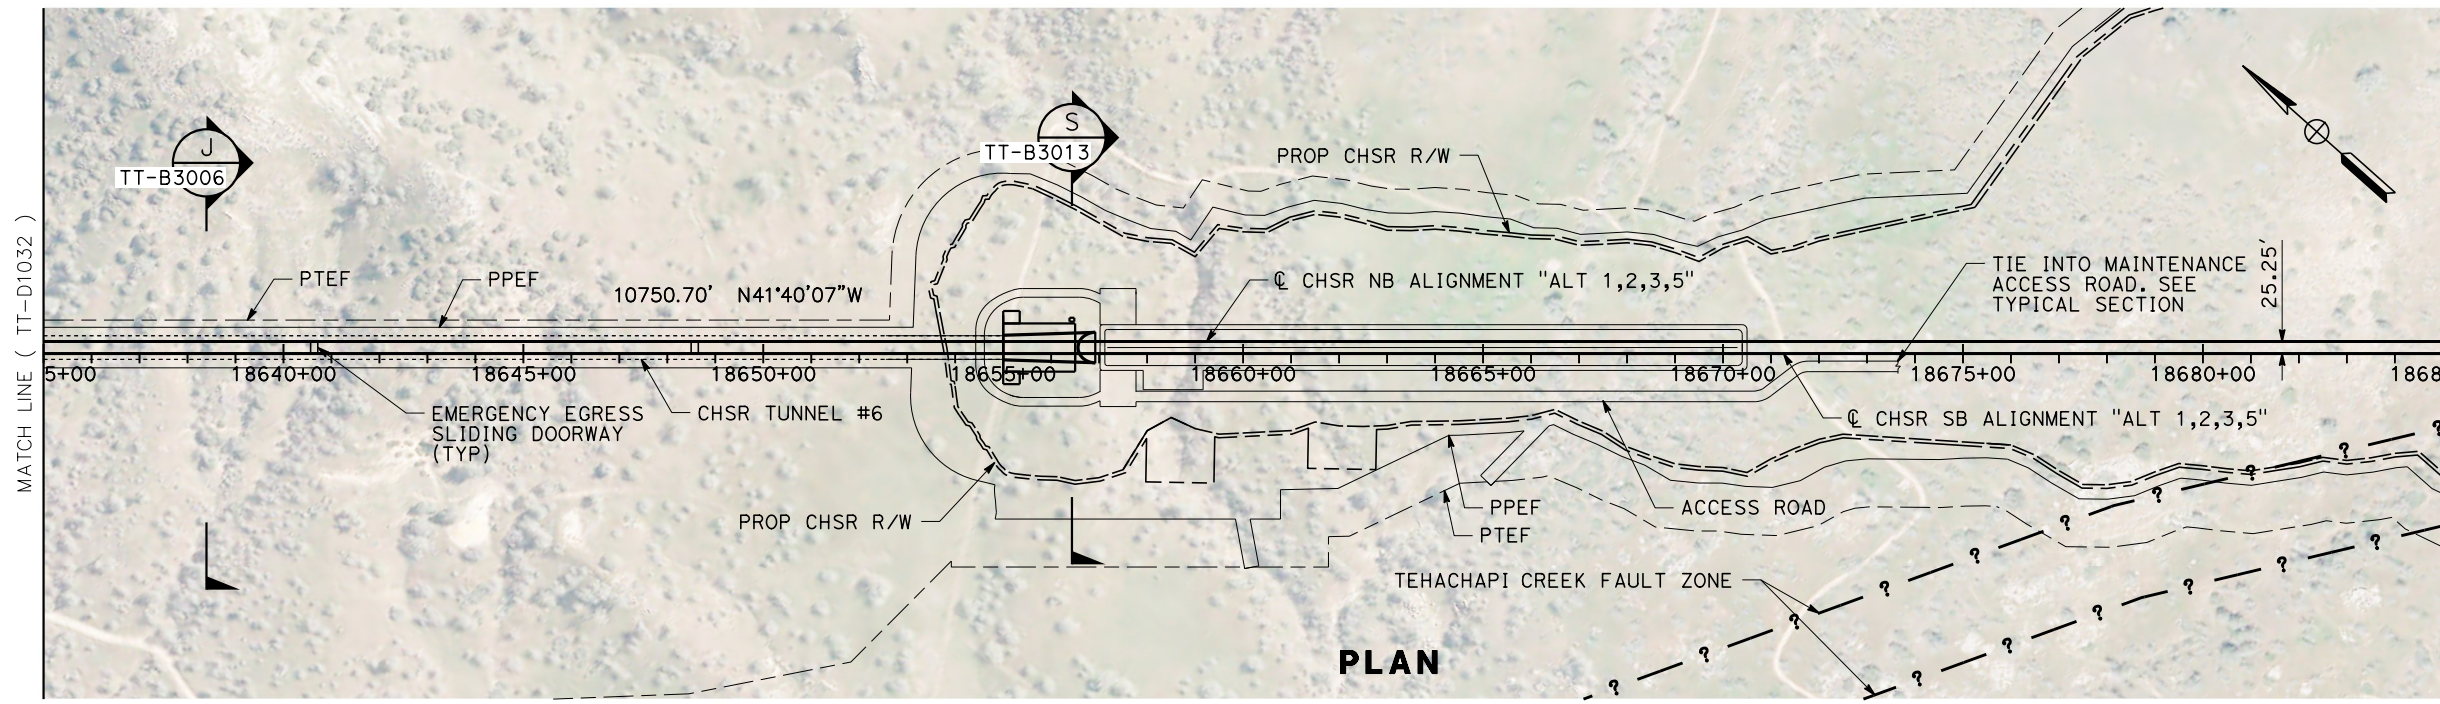 MATCH LINE ( TT-D1032 )
J
TT-B3006
S
TT-B3013
PROP CHSR R/W
PTEF
PPEF
10750.70' N41°40'07"W
℄ CHSR NB ALIGNMENT "ALT 1,2,3,5"
TIE INTO MAINTENANCE
ACCESS ROAD. SEE
TYPICAL SECTION
25.25'
5+00
18640+00
18645+00
18650+00
18655+00
18660+00
18665+00
18670+00
18675+00
18680+00
1868
EMERGENCY EGRESS
SLIDING DOORWAY
(TYP)
CHSR TUNNEL #6
℄ CHSR SB ALIGNMENT "ALT 1,2,3,5"
PROP CHSR R/W
PPEF
PTEF
ACCESS ROAD
TEHACHAPI CREEK FAULT ZONE
? ? ? ? ? ? ? ? ? ?
? ? ? ? ? ?
PLAN